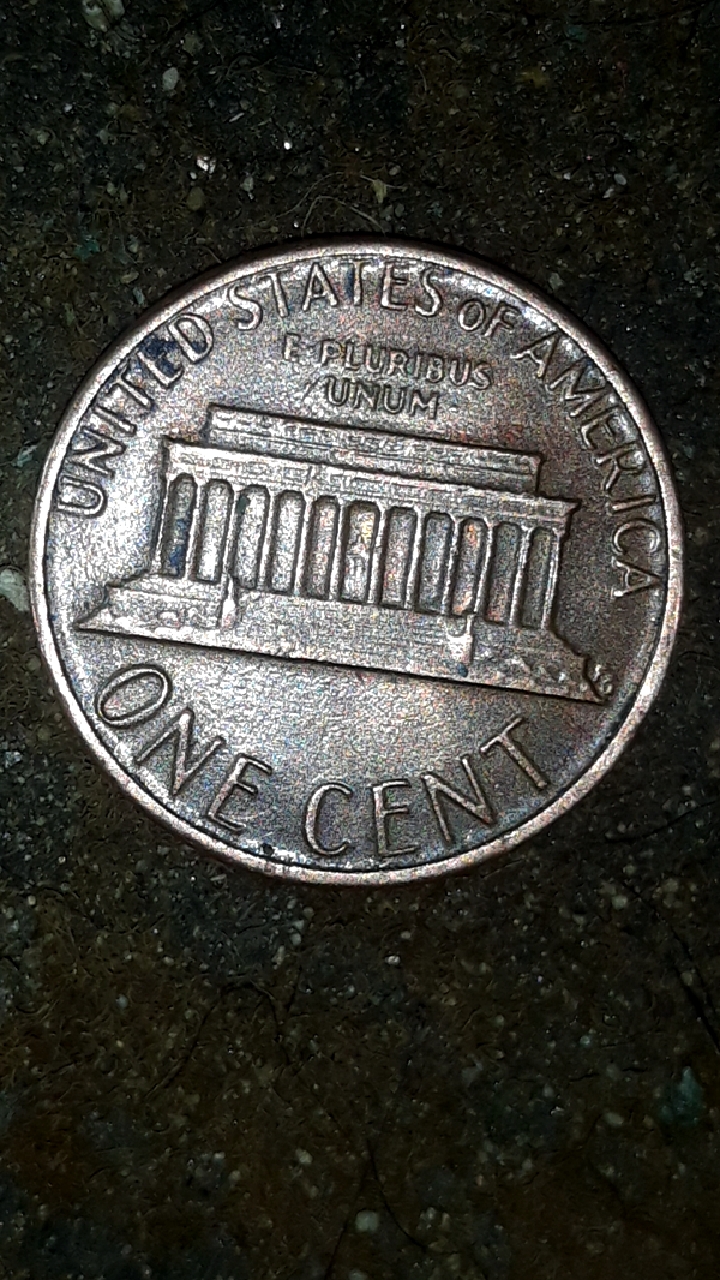 UNITED STATES OF AMERICA
E·PLURIBUS
UNUM
ONE CENT